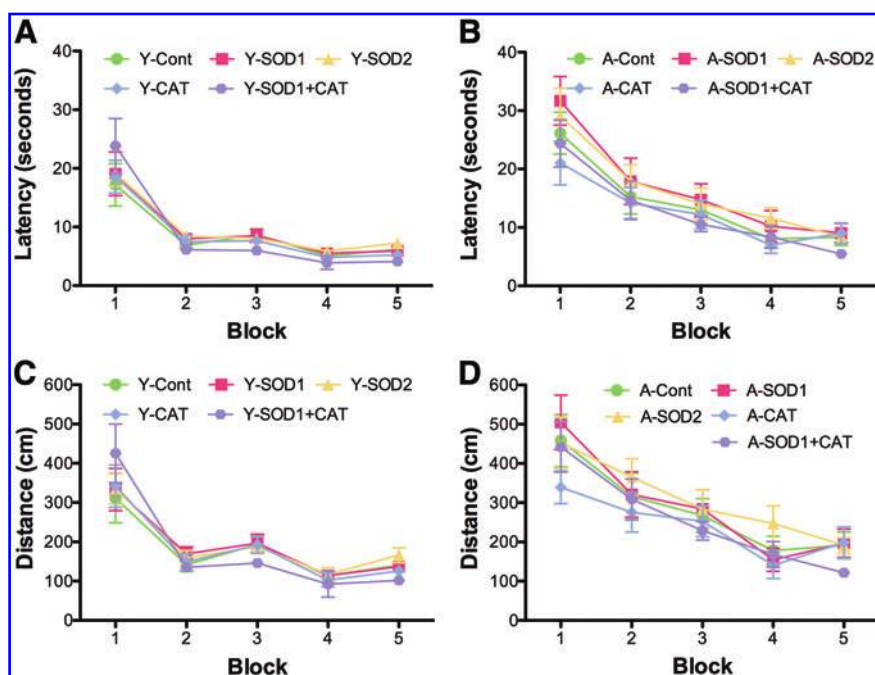 A
Y-Cont Y-SOD1 Y-SOD2
Y-CAT Y-SOD1+CAT
Latency (seconds)
40
30
20
10
0
1 2 3 4 5
Block
B
A-Cont A-SOD1 A-SOD2
A-CAT A-SOD1+CAT
Latency (seconds)
40
30
20
10
0
1 2 3 4 5
Block
C
Y-Cont Y-SOD1 Y-SOD2
Y-CAT Y-SOD1+CAT
Distance (cm)
600
500
400
300
200
100
0
1 2 3 4 5
Block
D
A-Cont A-SOD1
A-SOD2 A-CAT
A-SOD1+CAT
Distance (cm)
600
500
400
300
200
100
0
1 2 3 4 5
Block